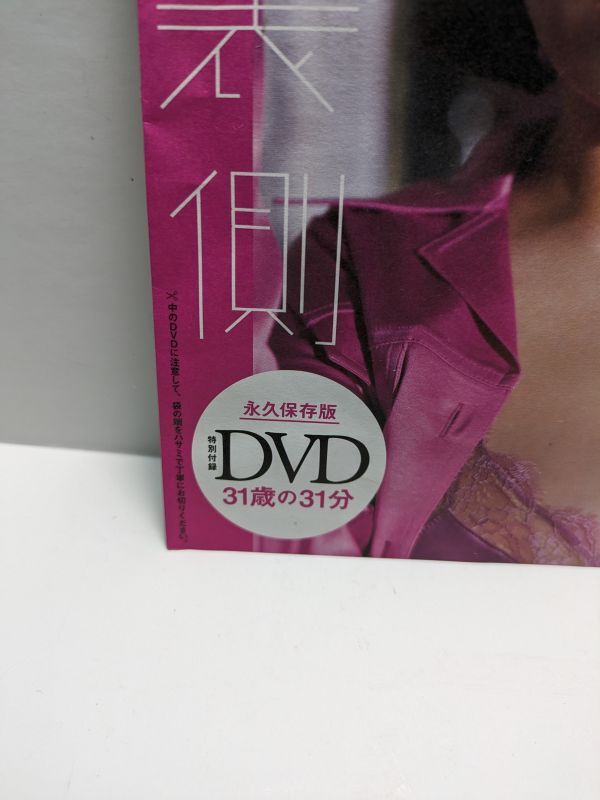 側
中のDVDに注意して、袋の端をハサミで丁寧にお切りください。
永久保存版
特別付録
DVD
31歳の31分